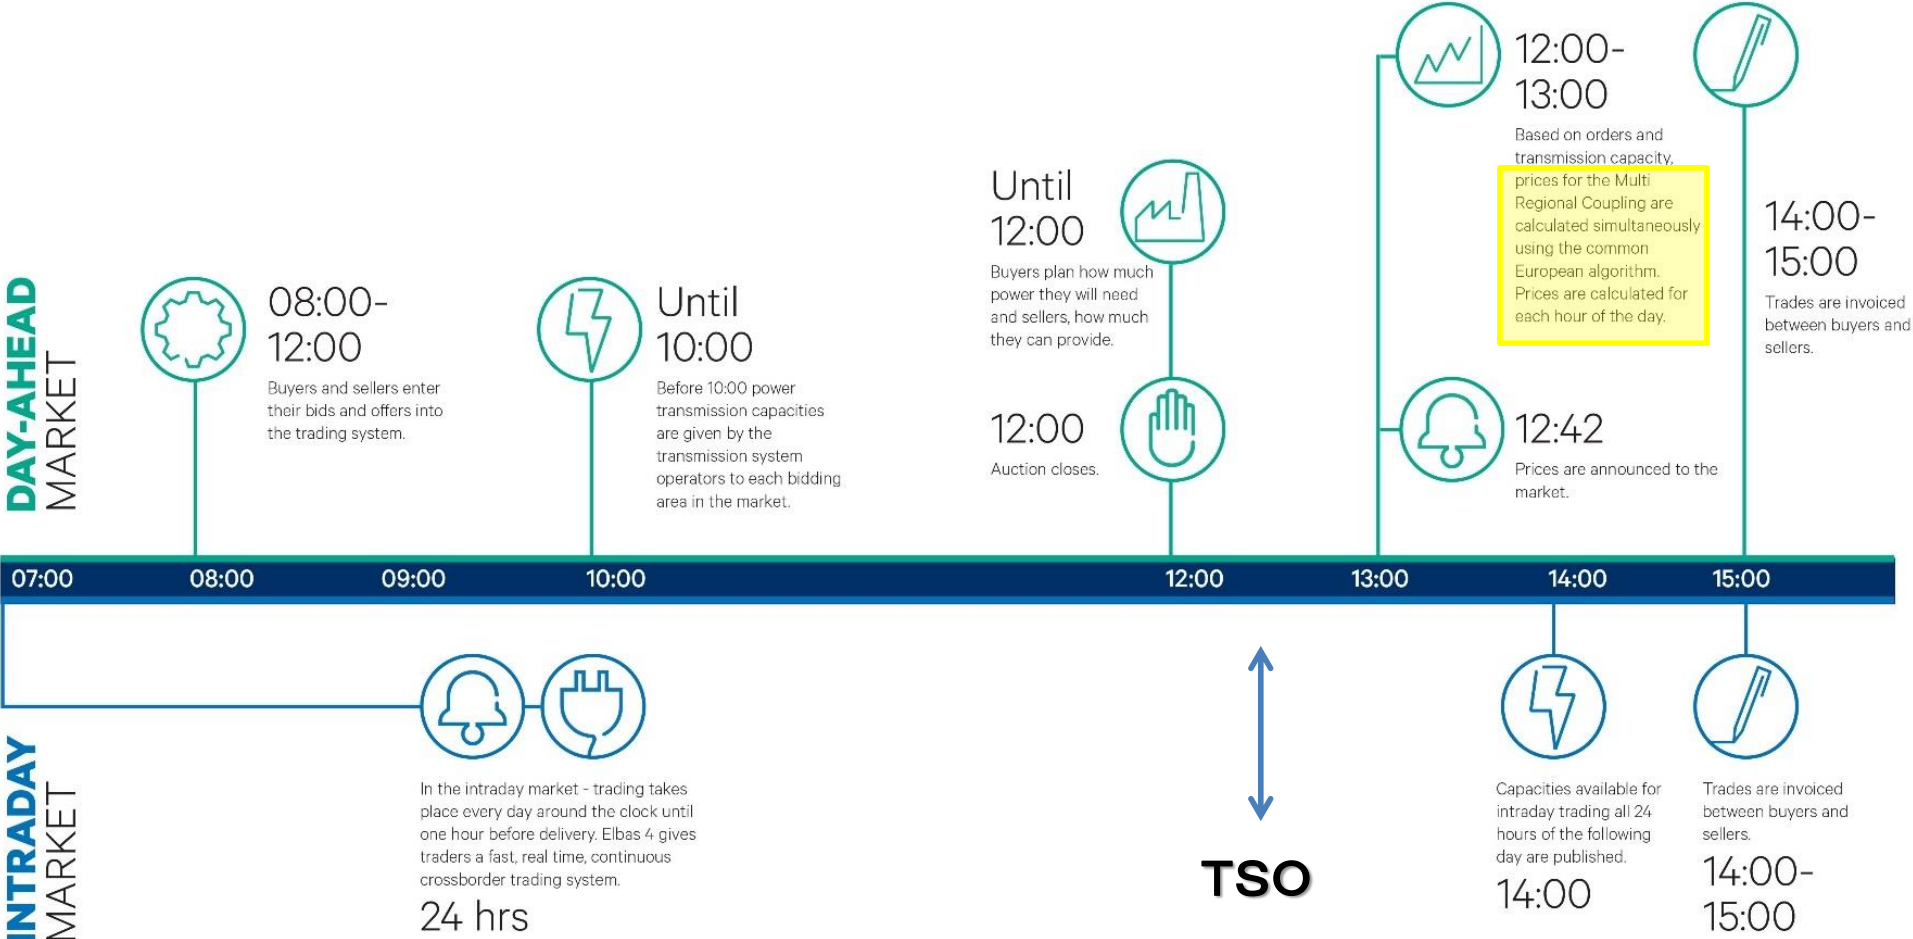 DAY-AHEAD
MARKET
08:00-
12:00
Buyers and sellers enter
their bids and offers into
the trading system.
Until
10:00
Before 10:00 power
transmission capacities
are given by the
transmission system
operators to each bidding
area in the market.
Until
12:00
Buyers plan how much
power they will need
and sellers, how much
they can provide.
12:00
Auction closes.
12:00-
13:00
Based on orders and
transmission capacity,
prices for the Multi
Regional Coupling are
calculated simultaneously
using the common
European algorithm.
Prices are calculated for
each hour of the day.
12:42
Prices are announced to the
market.
14:00-
15:00
Trades are invoiced
between buyers and
sellers.
07:00 08:00 09:00 10:00 12:00 13:00 14:00 15:00
INTRADAY
MARKET
In the intraday market - trading takes
place every day around the clock until
one hour before delivery. Elbas 4 gives
traders a fast, real time, continuous
crossborder trading system.
24 hrs
TSO
Capacities available for
intraday trading all 24
hours of the following
day are published.
14:00
Trades are invoiced
between buyers and
sellers.
14:00-
15:00